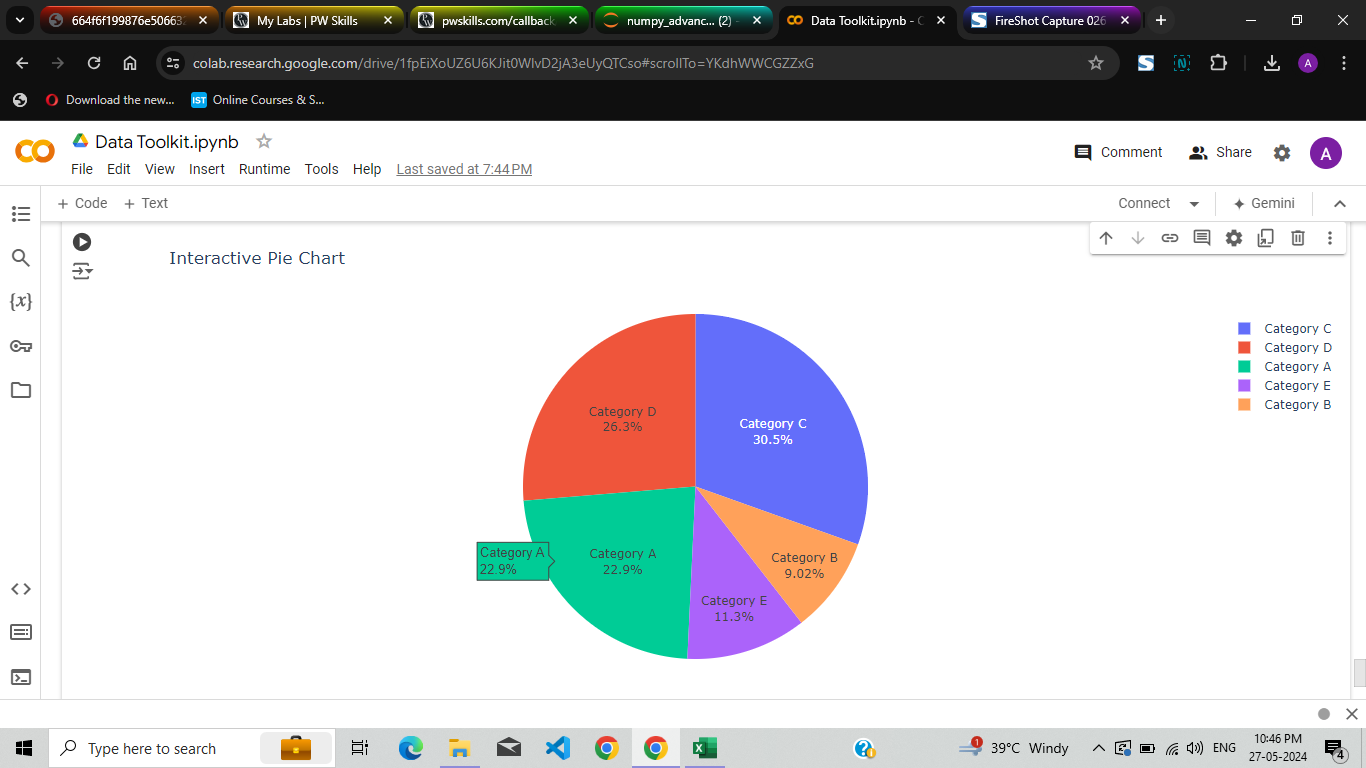 664f6f199876e506632
My Labs | PW Skills
pwskills.com/callback
numpy_advanc... (2) -
Data Toolkit.ipynb - C
FireShot Capture 026
colab.research.google.com/drive/1fpEiXoUZ6U6KJit0WlvD2jA3eUyQTCso#scrollTo=YKdhWWCGZZxG
A
Download the new...
IST
Online Courses & S...
Data Toolkit.ipynb
File Edit View Insert Runtime Tools Help Last saved at 7:44 PM
Comment
Share
A
+ Code + Text
Connect
Gemini
Interactive Pie Chart
Category C
Category D
Category A
Category E
Category B
Category D
26.3%
Category C
30.5%
Category A
22.9%
Category A
22.9%
Category B
9.02%
Category E
11.3%
{x}
Type here to search
1
39°C Windy
ENG
10:46 PM
27-05-2024
4